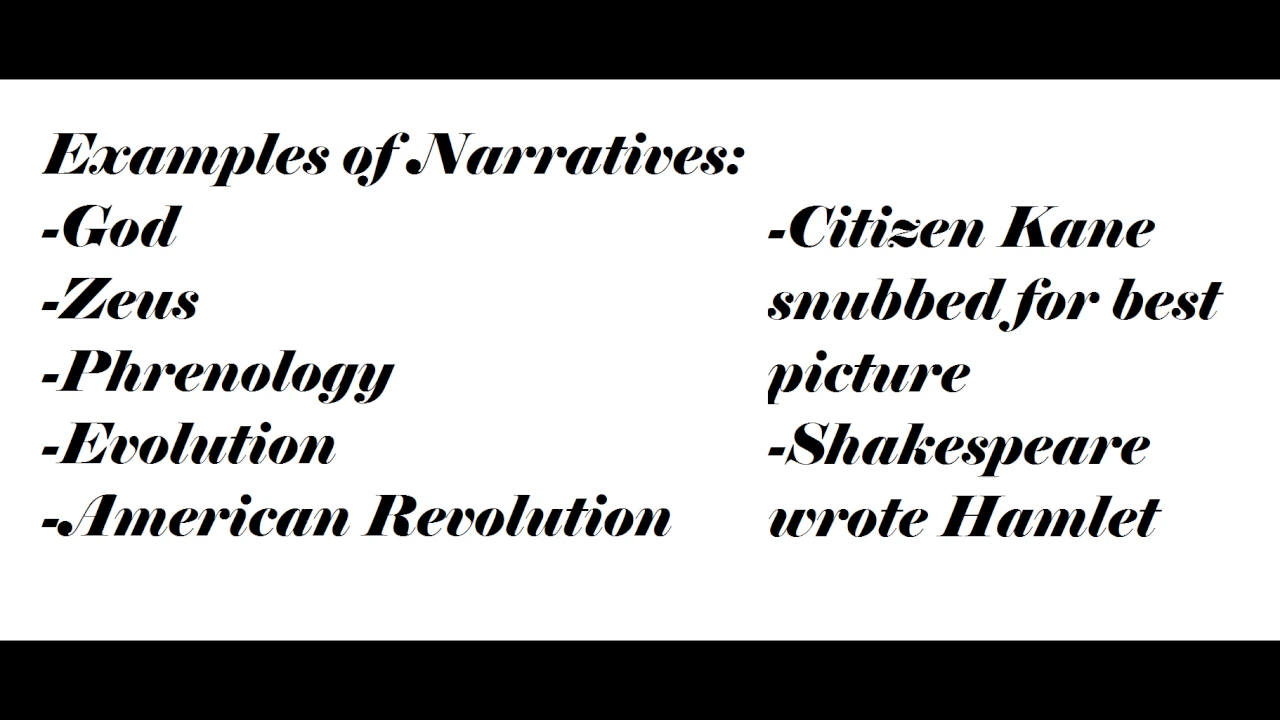 Examples of Narratives:
-God
-Zeus
-Phrenology
-Evolution
-American Revolution
-Citizen Kane
snubbed for best
picture
-Shakespeare
wrote Hamlet